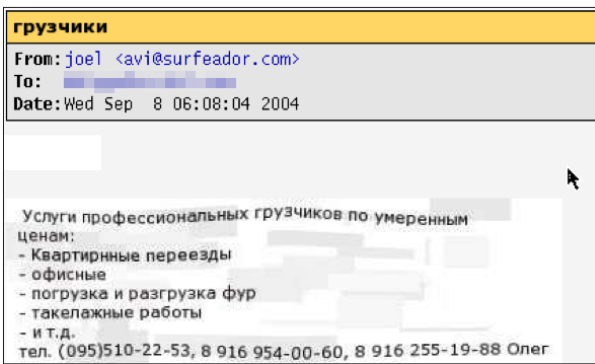 грузчики
From: joel <avi@surfeador.com>
To:
Date: Wed Sep 8 06:08:04 2004
Услуги профессиональных грузчиков по умеренным
ценам:
- Квартирнные переезды
- офисные
- погрузка и разгрузка фур
- такелажные работы
- и т.д.
тел. (095)510-22-53, 8 916 954-00-60, 8 916 255-19-88 Олег